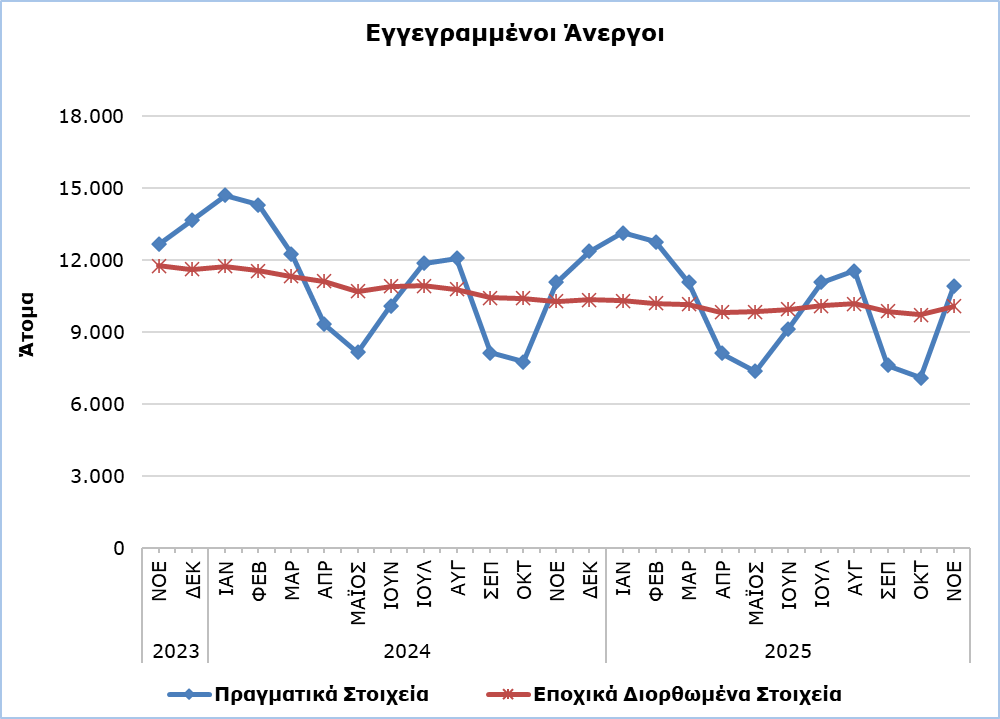 Εγγεγραμμένοι Άνεργοι
Άτομα
18.000
15.000
12.000
9.000
6.000
3.000
0
ΝΟΕ ΔΕΚ ΙΑΝ ΦΕΒ ΜΑΡ ΑΠΡ ΜΑΪΟΣ ΙΟΥΝ ΙΟΥΛ ΑΥΓ ΣΕΠ ΟΚΤ ΝΟΕ ΔΕΚ ΙΑΝ ΦΕΒ ΜΑΡ ΑΠΡ ΜΑΪΟΣ ΙΟΥΝ ΙΟΥΛ ΑΥΓ ΣΕΠ ΟΚΤ ΝΟΕ
2023 2024 2025
Πραγματικά Στοιχεία Εποχικά Διορθωμένα Στοιχεία